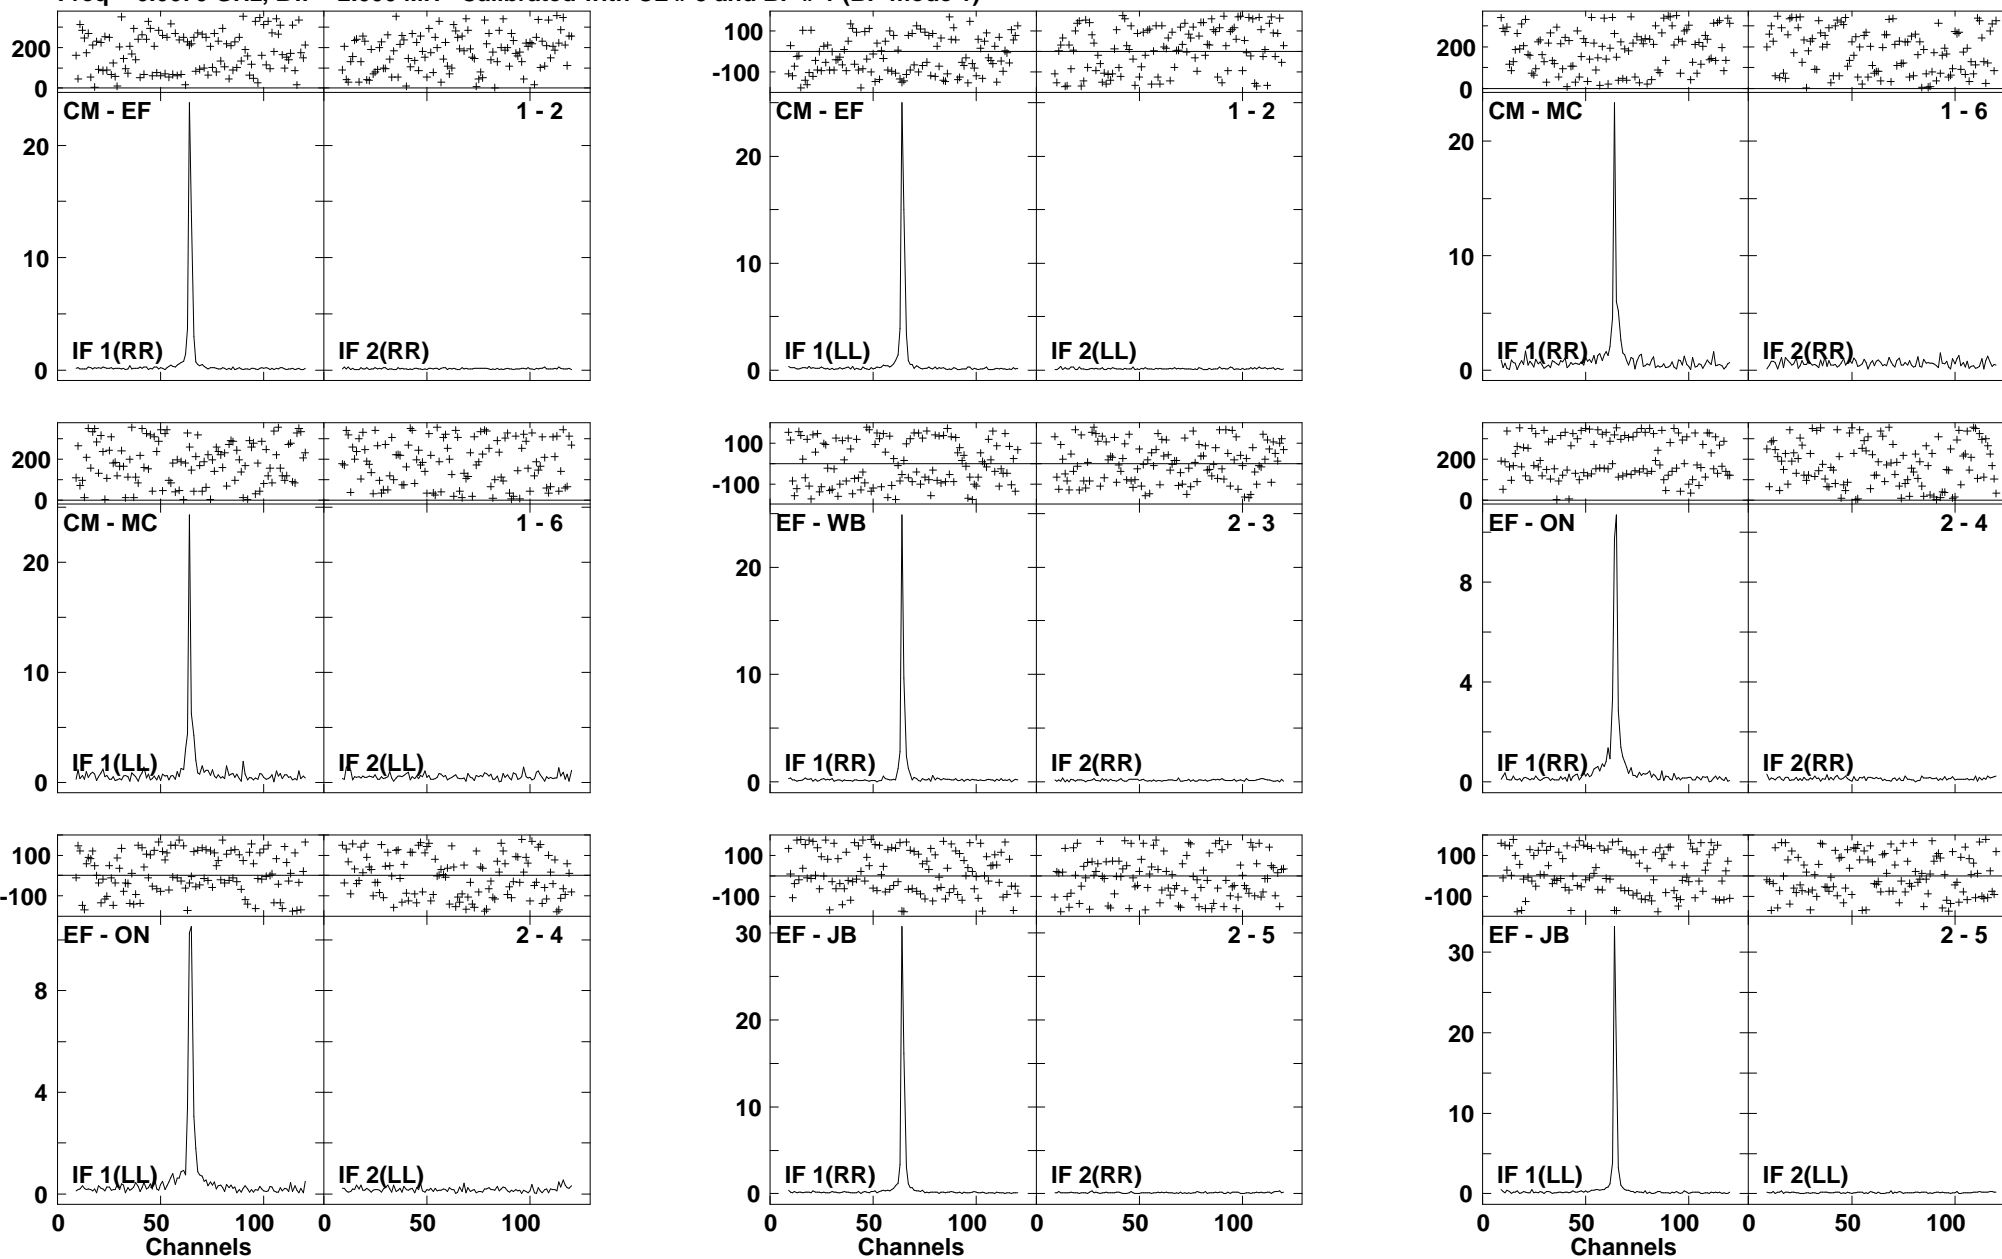 200
0
CM - EF
1 - 2
20
10
0
IF 1(RR)
IF 2(RR)
100
-100
CM - EF
1 - 2
20
10
0
IF 1(LL)
IF 2(LL)
200
0
CM - MC
1 - 6
20
10
0
IF 1(RR)
IF 2(RR)
200
0
CM - MC
1 - 6
20
10
0
IF 1(LL)
IF 2(LL)
100
-100
EF - WB
2 - 3
20
10
0
IF 1(RR)
IF 2(RR)
200
0
EF - ON
2 - 4
8
4
0
IF 1(RR)
IF 2(RR)
100
-100
EF - ON
2 - 4
8
4
0
IF 1(LL)
IF 2(LL)
0 50 100 0 50 100
Channels
100
-100
EF - JB
2 - 5
30
20
10
0
IF 1(RR)
IF 2(RR)
0 50 100 0 50 100
Channels
100
-100
EF - JB
2 - 5
30
20
10
0
IF 1(LL)
IF 2(LL)
0 50 100 0 50 100
Channels